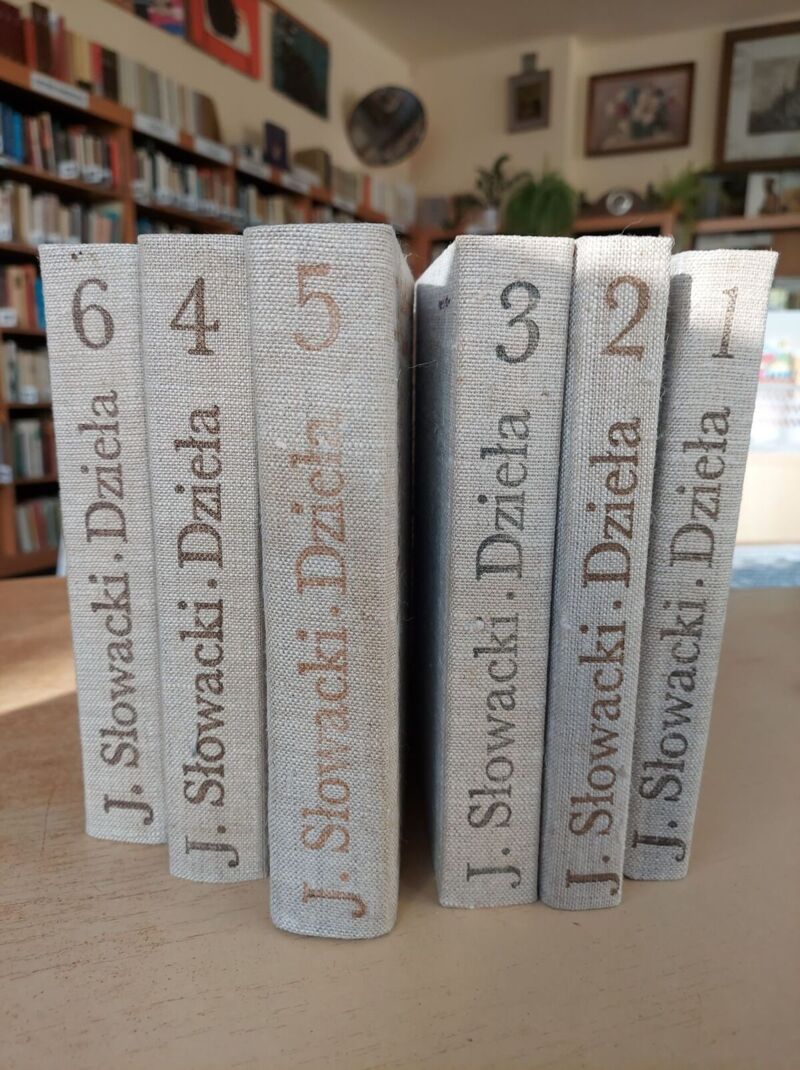 J. Słowacki . Dzieła 6
J. Słowacki . Dzieła 4
J. Słowacki . Dzieła 5
J. Słowacki . Dzieła 3
J. Słowacki . Dzieła 2
J. Słowacki . Dzieła 1